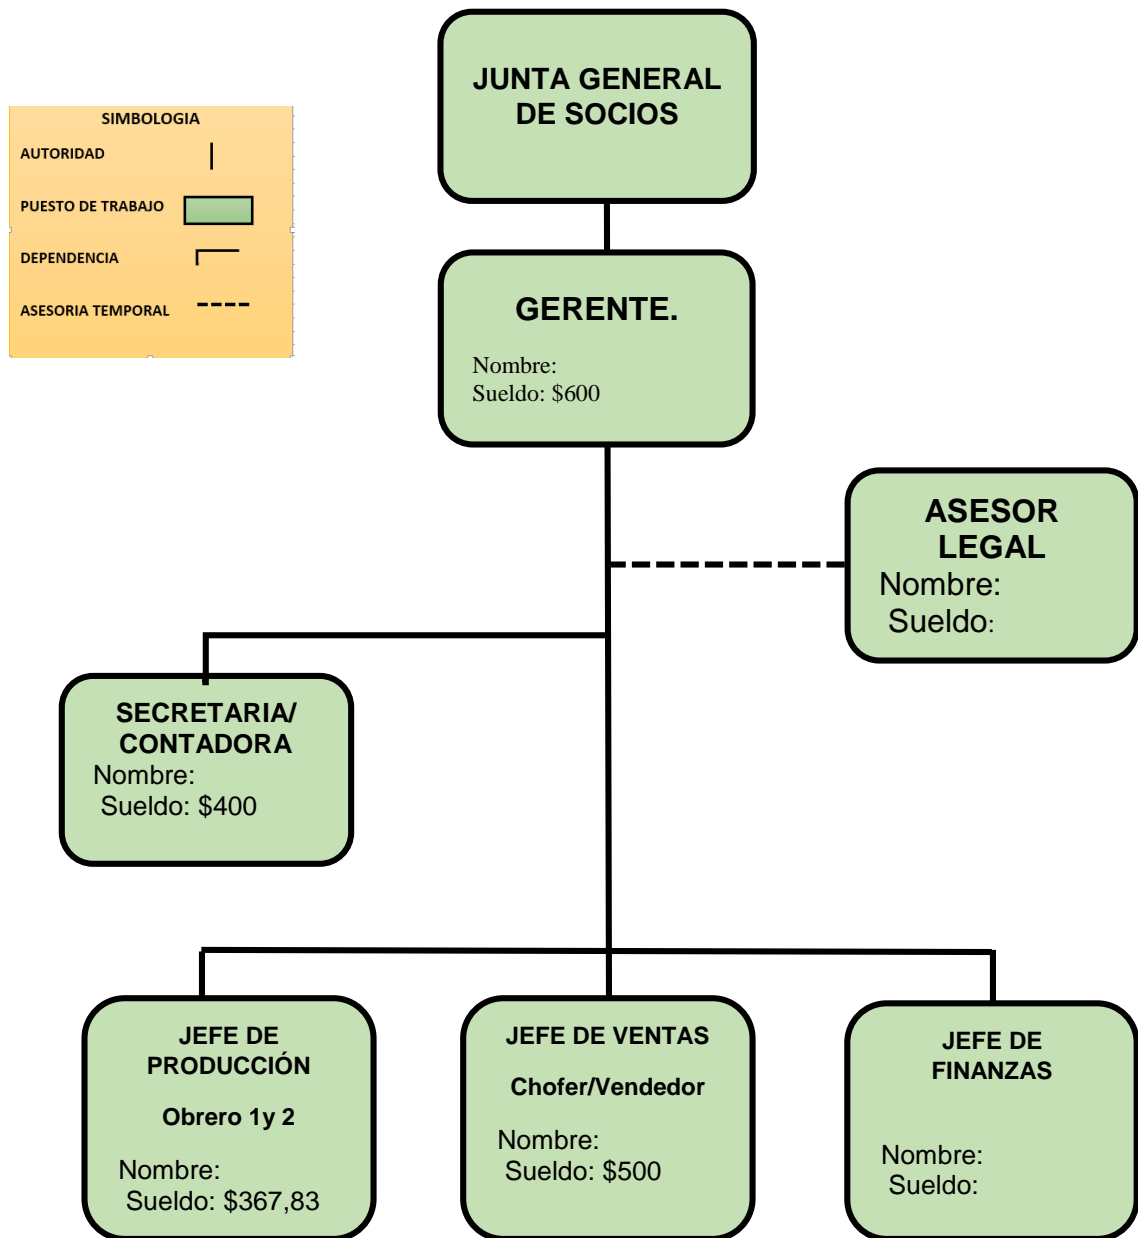 JUNTA GENERAL
DE SOCIOS
SIMBOLOGIA
AUTORIDAD
PUESTO DE TRABAJO
DEPENDENCIA
ASESORIA TEMPORAL
GERENTE.
Nombre:
Sueldo: $600
ASESOR
LEGAL
Nombre:
Sueldo:
SECRETARIA/
CONTADORA
Nombre:
Sueldo: $400
JEFE DE
PRODUCCIÓN
Obrero 1y 2
Nombre:
Sueldo: $367,83
JEFE DE VENTAS
Chofer/Vendedor
Nombre:
Sueldo: $500
JEFE DE
FINANZAS
Nombre:
Sueldo: